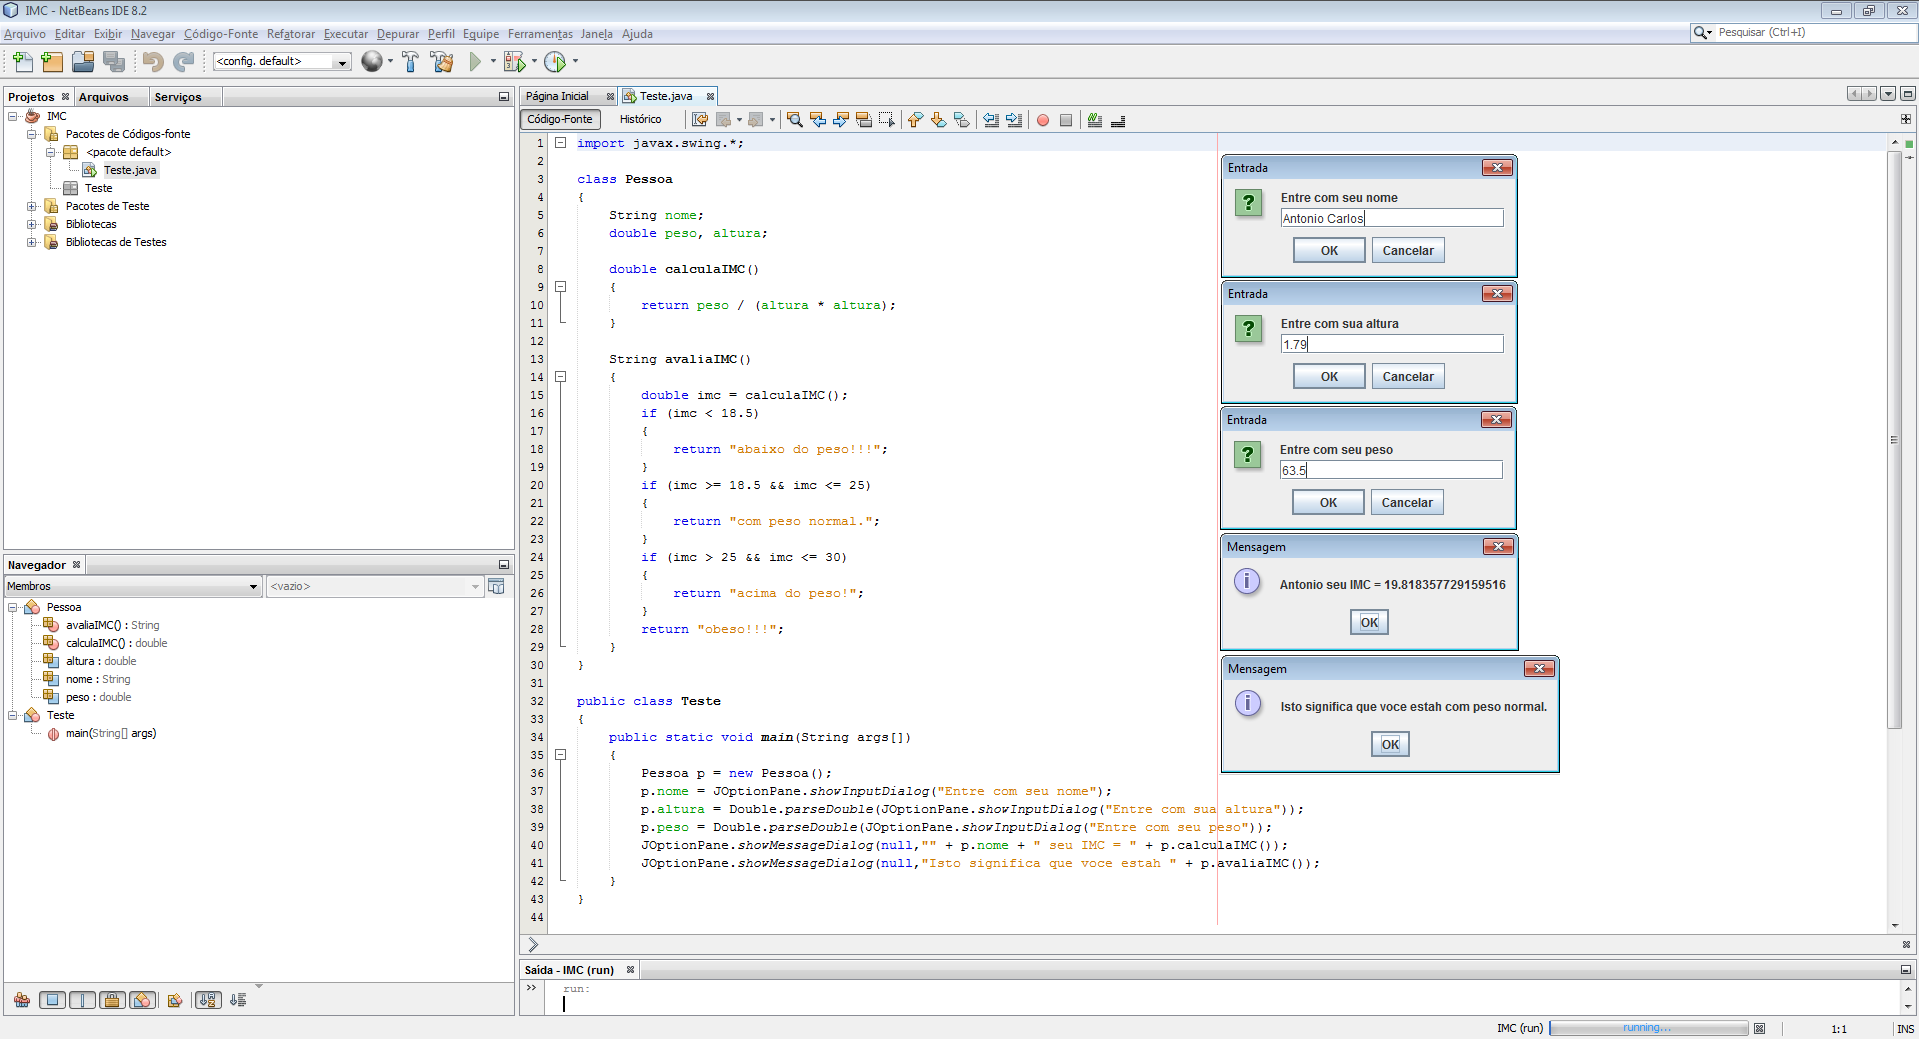 IMC - NetBeans IDE 8.2
Arquivo Editar Exibir Navegar Código-Fonte Refatorar Executar Depurar Perfil Equipe Ferramentas Janela Ajuda
Pesquisar (Ctrl+I)
<config. default>
Projetos Arquivos Serviços
IMC
Pacotes de Códigos-fonte
<pacote default>
Teste.java
Teste
Pacotes de Teste
Bibliotecas
Bibliotecas de Testes
Navegador
Membros
<vazio>
Pessoa
avaliaIMC() : String
calculaIMC() : double
altura : double
nome : String
peso : double
Teste
main(String[] args)
Página Inicial Teste.java
Código-Fonte Histórico
1 import javax.swing.*;
2
3 class Pessoa
4 {
5 String nome;
6 double peso, altura;
7
8 double calculaIMC()
9 {
10 return peso / (altura * altura);
11 }
12
13 String avaliaIMC()
14 {
15 double imc = calculaIMC();
16 if (imc < 18.5)
17 {
18 return "abaixo do peso!!!";
19 }
20 if (imc >= 18.5 && imc <= 25)
21 {
22 return "com peso normal.";
23 }
24 if (imc > 25 && imc <= 30)
25 {
26 return "acima do peso!";
27 }
28 return "obeso!!!";
29 }
30 }
31
32 public class Teste
33 {
34 public static void main(String args[])
35 {
36 Pessoa p = new Pessoa();
37 p.nome = JOptionPane.showInputDialog("Entre com seu nome");
38 p.altura = Double.parseDouble(JOptionPane.showInputDialog("Entre com sua altura"));
39 p.peso = Double.parseDouble(JOptionPane.showInputDialog("Entre com seu peso"));
40 JOptionPane.showMessageDialog(null,"" + p.nome + " seu IMC = " + p.calculaIMC());
41 JOptionPane.showMessageDialog(null,"Isto significa que voce estah " + p.avaliaIMC());
42 }
43 }
44
Entrada
Entre com seu nome
Antonio Carlos
OK Cancelar
Entrada
Entre com sua altura
1.79
OK Cancelar
Entrada
Entre com seu peso
63.5
OK Cancelar
Mensagem
Antonio seu IMC = 19.818357729159516
OK
Mensagem
Isto significa que voce estah com peso normal.
OK
Saída - IMC (run)
run:
IMC (run) running... 1:1 INS